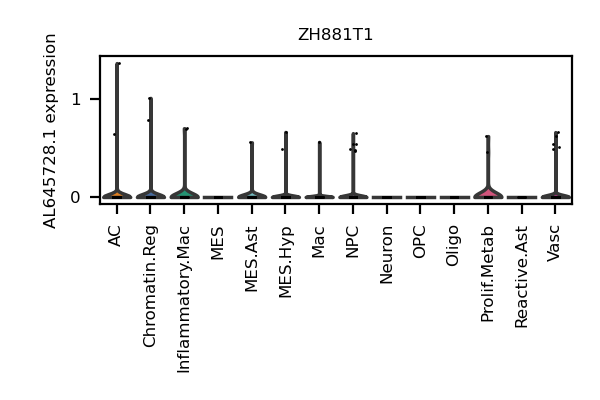 ZH881T1
AL645728.1 expression
1
0
AC
Chromatin.Reg
Inflammatory.Mac
MES
MES.Ast
MES.Hyp
Mac
NPC
Neuron
OPC
Oligo
Prolif.Metab
Reactive.Ast
Vasc